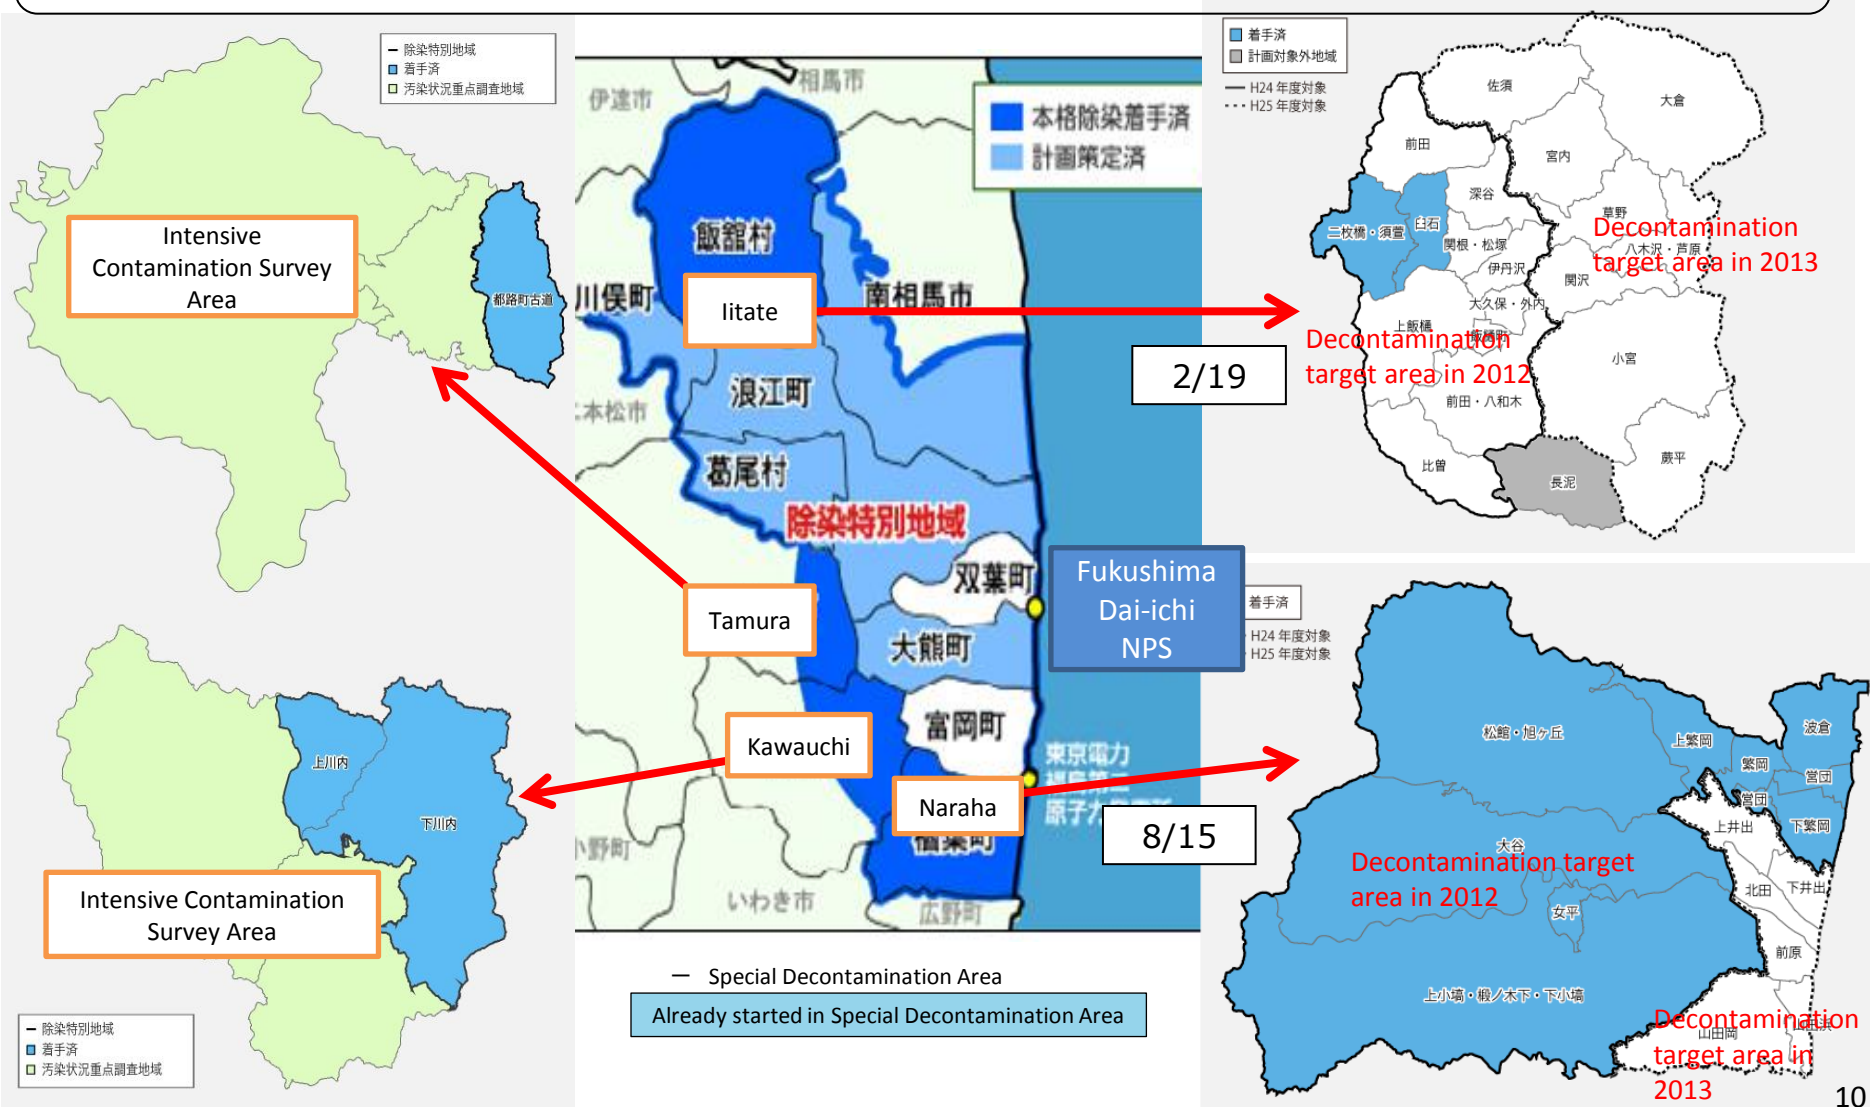 除染特別地域
着手済
汚染状況重点調査地域
Intensive
Contamination Survey
Area
都路町古道
伊達市
相馬市
本格除染着手済
計画策定済
飯舘村
Iitate
川俣町
南相馬市
浪江町
二本松市
葛尾村
除染特別地域
双葉町
Fukushima
Dai-ichi
NPS
Tamura
大熊町
Kawauchi
富岡町
東京電力
Naraha
小野町
いわき市
広野町
着手済
計画対象外地域
H24 年度対象
H25 年度対象
佐須
大倉
前田
宮内
深谷
草野
二枚橋・須萱
臼石
関根・松塚
八木沢・芦原
伊丹沢
関沢
大久保・外内
上飯樋
飯樋町
小宮
前田・八和木
比曽
蕨平
長泥
Decontamination
target area in 2013
Decontamination
target area in 2012
2/19
上川内
下川内
Intensive Contamination
Survey Area
除染特別地域
着手済
汚染状況重点調査地域
着手済
H24 年度対象
H25 年度対象
松館・旭ヶ丘
上繁岡
波倉
繁岡
営団
営団
下繁岡
上井出
大谷
北田
下井出
女平
前原
上小塙・椴ノ木下・下小塙
山田岡
山田浜
Decontamination target
area in 2012
Decontamination
target area in
2013
8/15
Special Decontamination Area
Already started in Special Decontamination Area
10